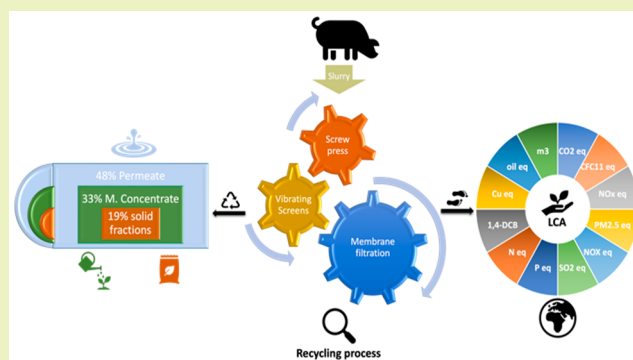 Slurry
Screw
press
Vibrating
Screens
Membrane
filtration
Recycling process
48% Permeate
33% M. Concentrate
19% solid
fractions
LCA
m3
CO2 eq
CFC11 eq
NOx eq
PM2.5 eq
NOX eq
SO2 eq
P eq
N eq
1,4-DCB
Cu eq
oil eq